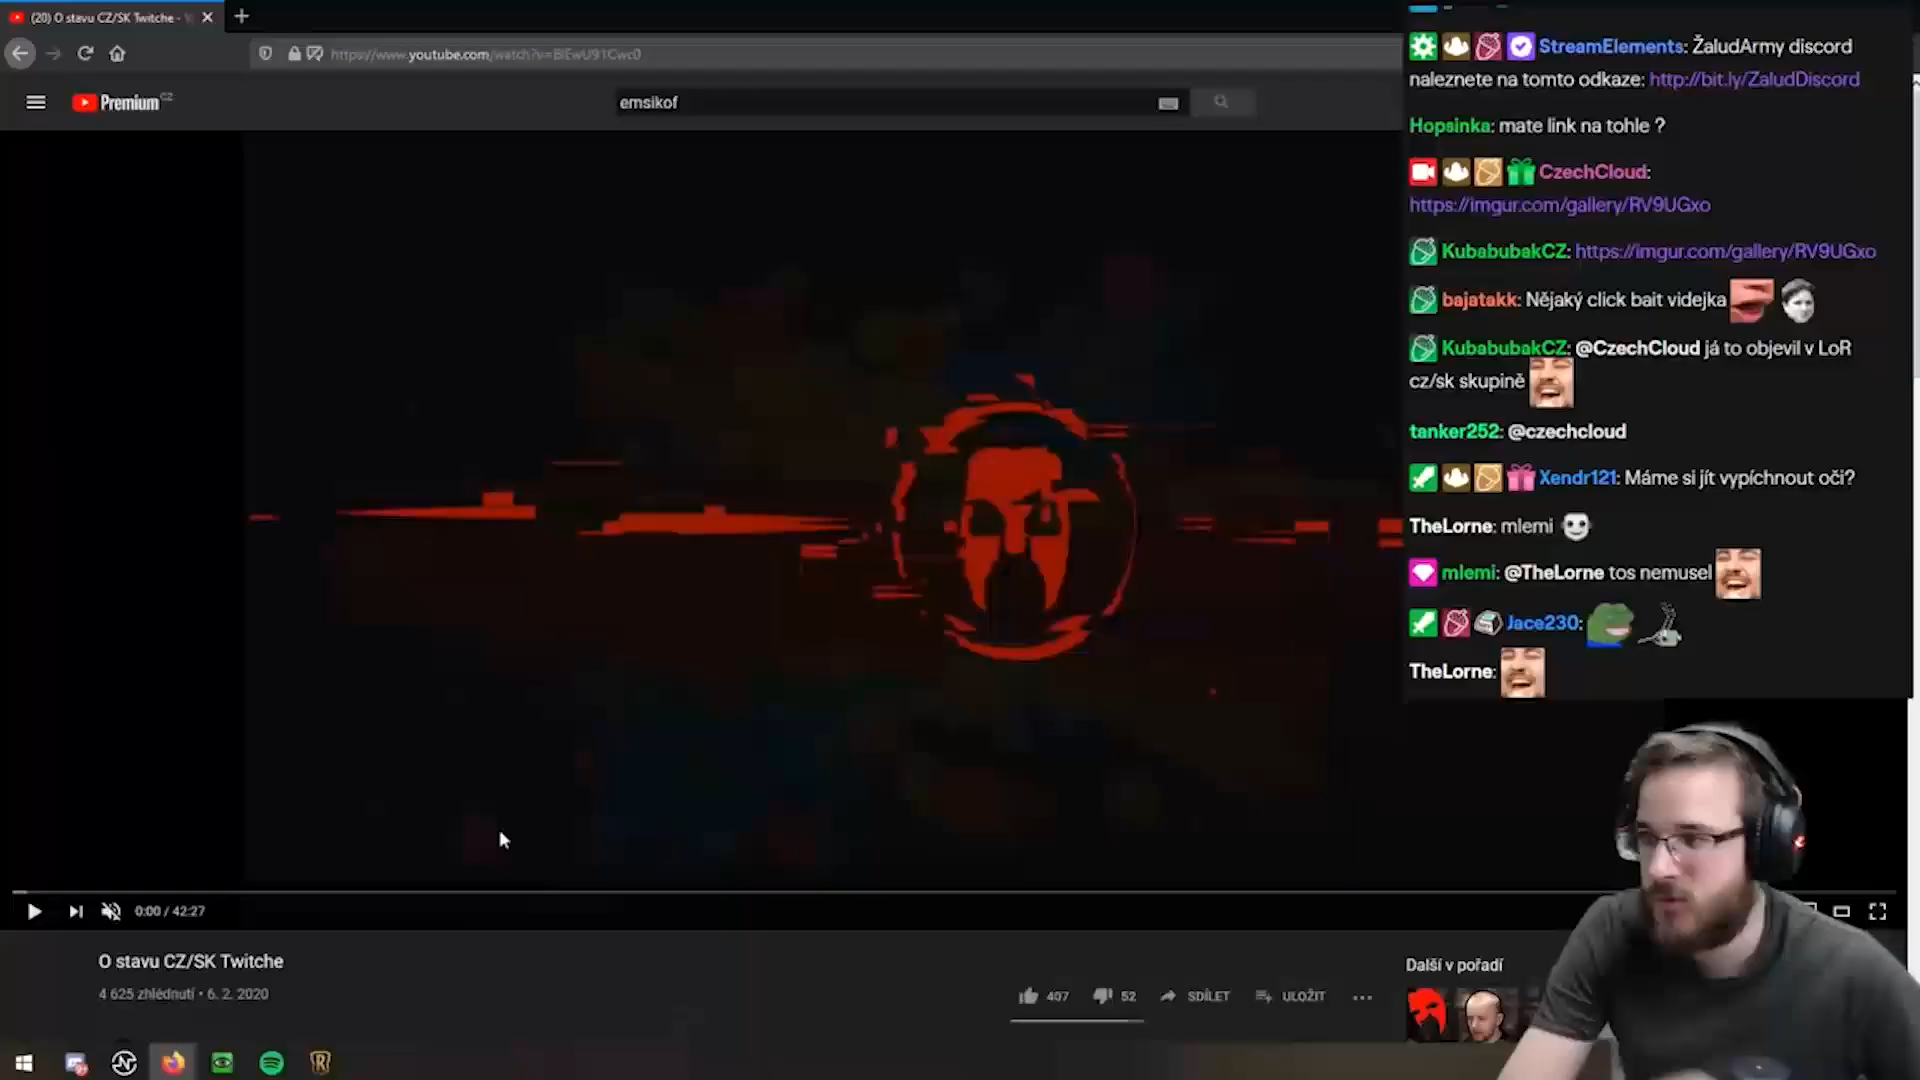 (20) O stavu CZ/SK Twitche -
https://www.youtube.com/watch?v=BlEwU91Cwc0
Premium CZ
emsikof
StreamElements: ŽaludArmy discord
naleznete na tomto odkaze: http://bit.ly/ZaludDiscord
Hopsinka: mate link na tohle ?
CzechCloud:
https://imgur.com/gallery/RV9UGxo
KubabubakCZ: https://imgur.com/gallery/RV9UGxo
bajatakk: Nějaký click bait videjka
KubabubakCZ: @CzechCloud já to objevil v LoR
cz/sk skupině
tanker252: @czechcloud
Xendr121: Máme si jít vypíchnout oči?
TheLorne: mlemi
mlemi: @TheLorne tos nemusel
Jace230:
TheLorne:
0:00 / 42:27
O stavu CZ/SK Twitche
4 625 zhlédnutí • 6. 2. 2020
407
52
SDÍLET
ULOŽIT
Další v pořadí